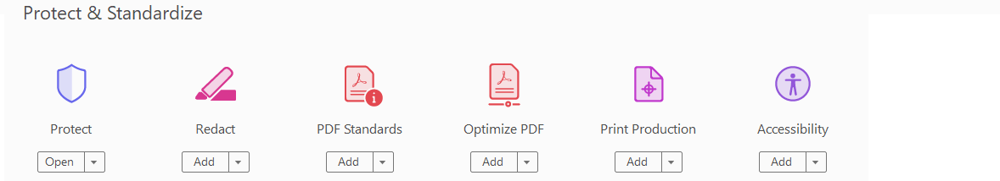 Protect & Standardize
Protect Redact PDF Standards Optimize PDF Print Production Accessibility
Open Add Add Add Add Add